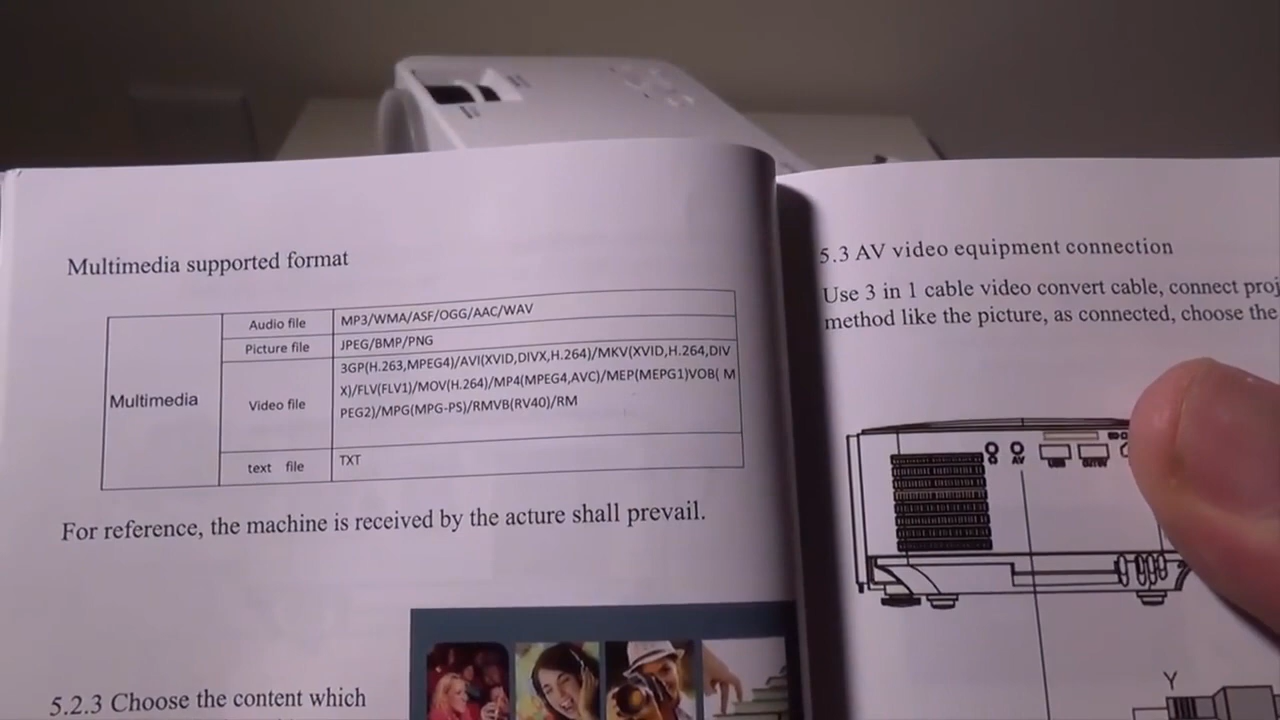 Multimedia supported format
Multimedia
Audio file
MP3/WMA/ASF/OGG/AAC/WAV
Picture file
JPEG/BMP/PNG
Video file
3GP(H.263,MPEG4)/AVI(XVID,DIVX,H.264)/MKV(XVID,H.264,DIV
X)/FLV(FLV1)/MOV(H.264)/MP4(MPEG4,AVC)/MEP(MEPG1)VOB( M
PEG2)/MPG(MPG-PS)/RMVB(RV40)/RM
text file
TXT
For reference, the machine is received by the acture shall prevail.
5.2.3 Choose the content which
5.3 AV video equipment connection
Use 3 in 1 cable video convert cable, connect proj
method like the picture, as connected, choose the
AV
USB
Y